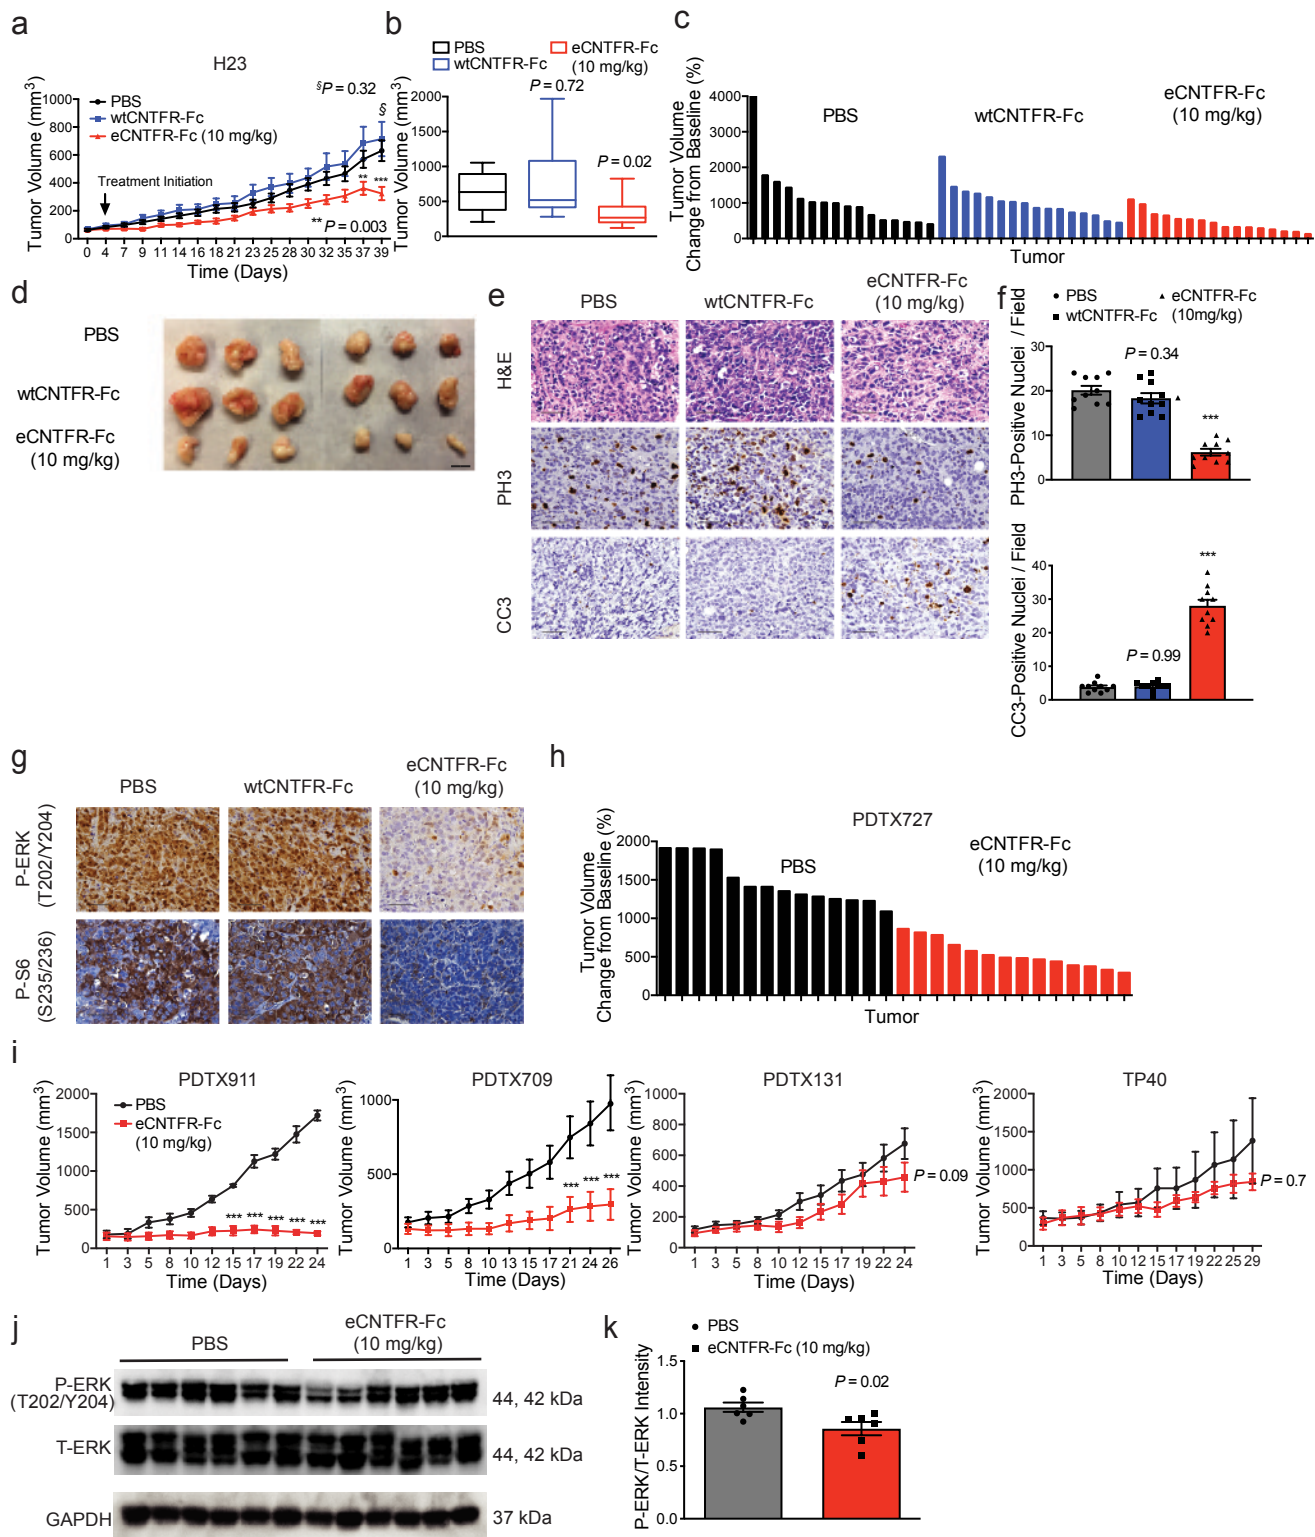 a
H23
Tumor Volume (mm3)
1000
800
600
400
200
0
PBS
wtCNTFR-Fc
eCNTFR-Fc (10 mg/kg)
§P = 0.32
§
Treatment Initiation
**
***
**P = 0.003
0 4 7 9 11 14 16 18 21 23 25 28 30 32 35 37 39
Time (Days)
b
PBS
wtCNTFR-Fc
eCNTFR-Fc
(10 mg/kg)
Tumor Volume (mm3)
2000
1500
1000
500
0
P = 0.72
P = 0.02
c
Tumor Volume
Change from Baseline (%)
4000
3000
2000
1000
0
PBS
wtCNTFR-Fc
eCNTFR-Fc
(10 mg/kg)
Tumor
d
PBS
wtCNTFR-Fc
eCNTFR-Fc
(10 mg/kg)
e
PBS
wtCNTFR-Fc
eCNTFR-Fc
(10 mg/kg)
H&E
PH3
CC3
f
PBS
wtCNTFR-Fc
eCNTFR-Fc
(10mg/kg)
PH3-Positive Nuclei / Field
30
20
10
0
P = 0.34
***
CC3-Positive Nuclei / Field
40
30
20
10
0
P = 0.99
***
g
PBS
wtCNTFR-Fc
eCNTFR-Fc
(10 mg/kg)
P-ERK
(T202/Y204)
P-S6
(S235/236)
h
PDTX727
Tumor Volume
Change from Baseline (%)
2000
1500
1000
500
0
PBS
eCNTFR-Fc
(10 mg/kg)
Tumor
i
PDTX911
Tumor Volume (mm3)
2000
1500
1000
500
0
PBS
eCNTFR-Fc
(10 mg/kg)
*** *** *** *** ***
1 3 5 8 10 12 15 17 19 22 24
Time (Days)
PDTX709
Tumor Volume (mm3)
1000
500
0
*** *** ***
1 3 5 8 10 13 15 17 21 24 26
Time (Days)
PDTX131
Tumor Volume (mm3)
1000
800
600
400
200
0
P = 0.09
1 3 5 8 10 12 15 17 19 22 24
Time (Days)
TP40
Tumor Volume (mm3)
2000
1500
1000
500
0
P = 0.7
1 3 5 8 10 12 15 17 19 22 25 29
Time (Days)
j
PBS
eCNTFR-Fc
(10 mg/kg)
P-ERK
(T202/Y204)
44, 42 kDa
T-ERK
44, 42 kDa
GAPDH
37 kDa
k
PBS
eCNTFR-Fc (10 mg/kg)
P-ERK/T-ERK Intensity
1.5
1.0
0.5
0.0
P = 0.02